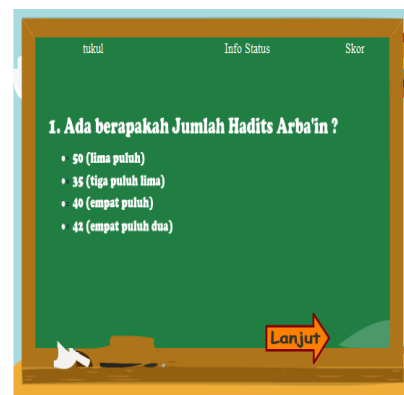 tukul Info Status Skor
1. Ada berapakah Jumlah Hadits Arba'in ?
50 (lima puluh)
35 (tiga puluh lima)
40 (empat puluh)
42 (empat puluh dua)
Lanjut